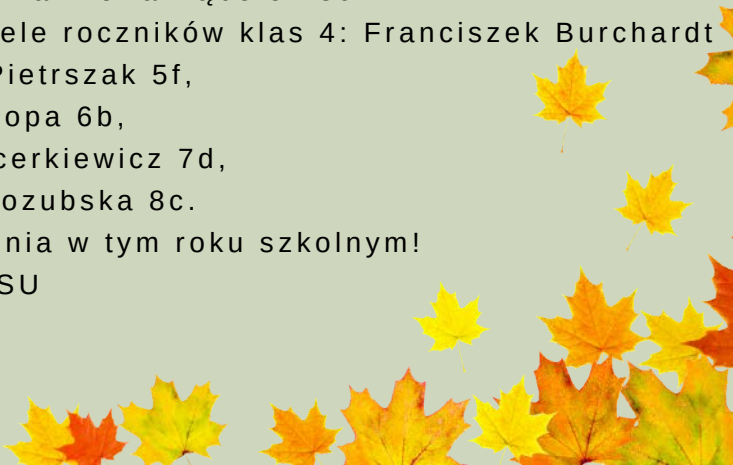 ele roczników klas 4: Franciszek Burchardt
Pietrszak 5f,
opa 6b,
cerkiewicz 7d,
ozubska 8c.
nia w tym roku szkolnym!
SU